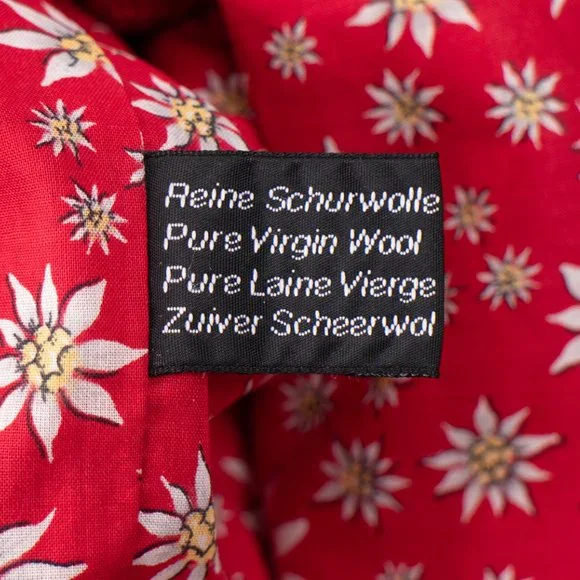 Reine Schurwolle
Pure Virgin Wool
Pure Laine Vierge
Zuiver Scheerwol